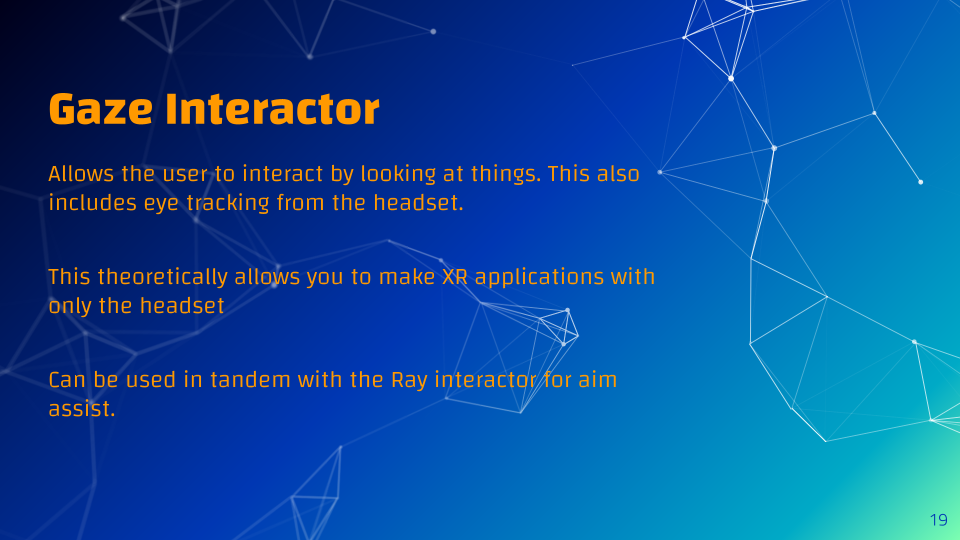 Gaze Interactor
Allows the user to interact by looking at things. This also
includes eye tracking from the headset.
This theoretically allows you to make XR applications with
only the headset
Can be used in tandem with the Ray interactor for aim
assist.
19